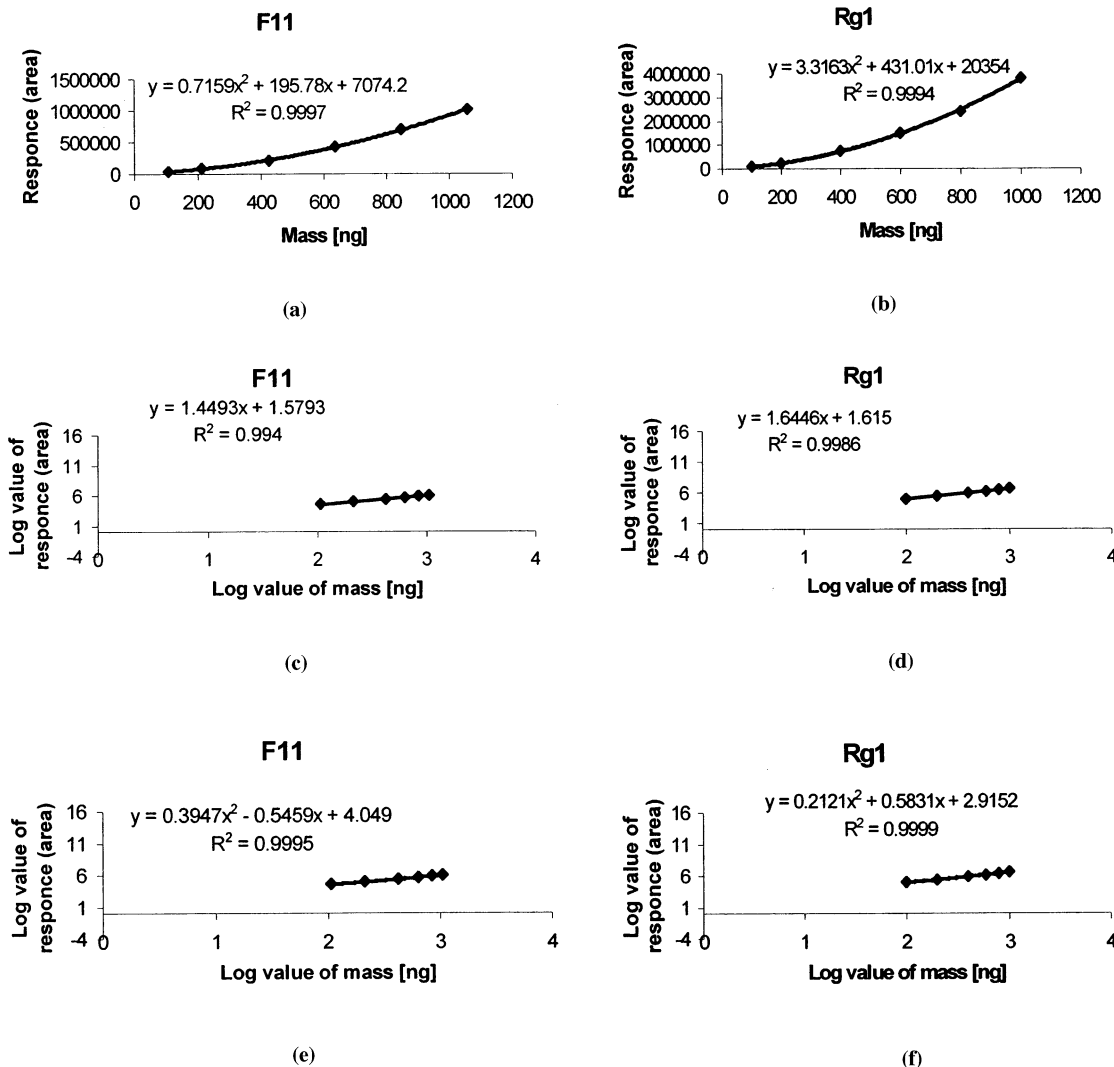 F11
Responce (area)
1500000
1000000
500000
0
y = 0.7159x² + 195.78x + 7074.2
R² = 0.9997
0 200 400 600 800 1000 1200
Mass [ng]
(a)
Rg1
Responce (area)
4000000
3000000
2000000
1000000
0
y = 3.3163x² + 431.01x + 20354
R² = 0.9994
0 200 400 600 800 1000 1200
Mass [ng]
(b)
F11
y = 1.4493x + 1.5793
R² = 0.994
Log value of
responce (area)
16
11
6
1
-4
0 1 2 3 4
Log value of mass [ng]
(c)
Rg1
y = 1.6446x + 1.615
R² = 0.9986
Log value of
responce (area)
16
11
6
1
-4
0 1 2 3 4
Log value of mass [ng]
(d)
F11
y = 0.3947x² - 0.5459x + 4.049
R² = 0.9995
Log value of
responce (area)
16
11
6
1
-4
0 1 2 3 4
Log value of mass [ng]
(e)
Rg1
y = 0.2121x² + 0.5831x + 2.9152
R² = 0.9999
Log value of
responce (area)
16
11
6
1
-4
0 1 2 3 4
Log value of mass [ng]
(f)